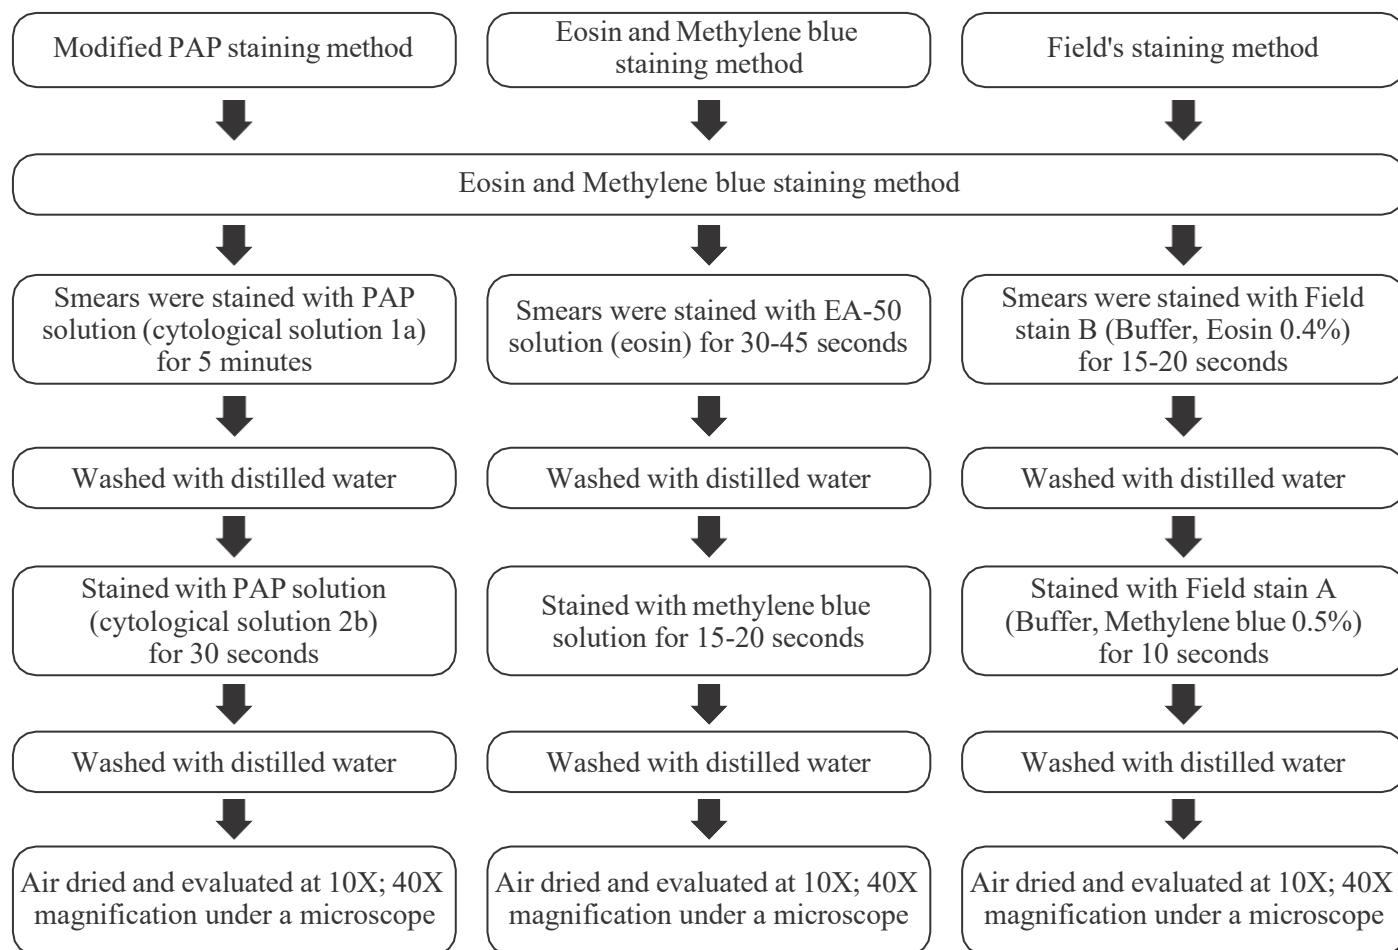 Modified PAP staining method
Eosin and Methylene blue
staining method
Field's staining method
Eosin and Methylene blue staining method
Smears were stained with PAP
solution (cytological solution 1a)
for 5 minutes
Smears were stained with EA-50
solution (eosin) for 30-45 seconds
Smears were stained with Field
stain B (Buffer, Eosin 0.4%)
for 15-20 seconds
Washed with distilled water
Washed with distilled water
Washed with distilled water
Stained with PAP solution
(cytological solution 2b)
for 30 seconds
Stained with methylene blue
solution for 15-20 seconds
Stained with Field stain A
(Buffer, Methylene blue 0.5%)
for 10 seconds
Washed with distilled water
Washed with distilled water
Washed with distilled water
Air dried and evaluated at 10X; 40X
magnification under a microscope
Air dried and evaluated at 10X; 40X
magnification under a microscope
Air dried and evaluated at 10X; 40X
magnification under a microscope